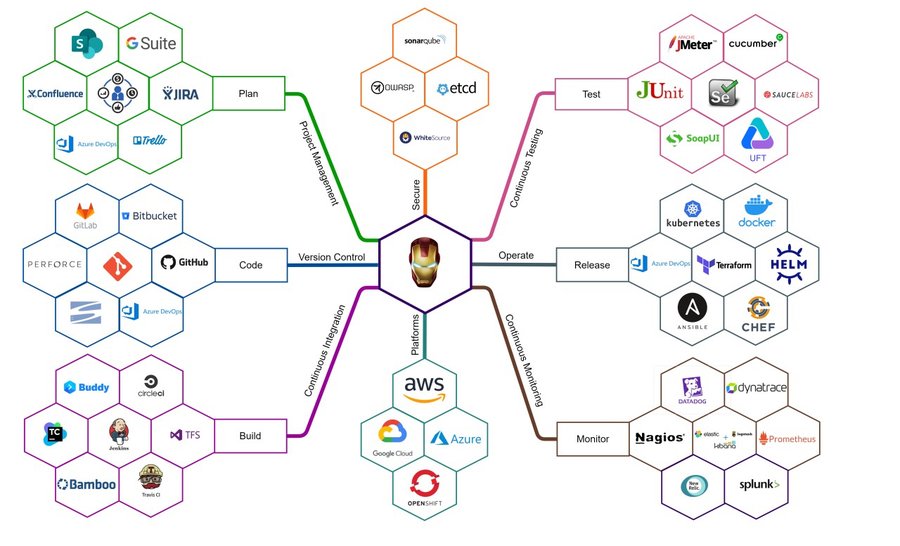 S
G Suite
Confluence
JIRA
Azure DevOps
Trello
Plan
Project Management
sonarqube
OWASP
etcd
WhiteSource
Secure
APACHE
JMeter™
cucumber
JUnit
Se
SAUCELABS
SoapUI
UFT
Test
Continuous Testing
GitLab
Bitbucket
PERFORCE
GitHub
Azure DevOps
Code
Version Control
Operate
Release
kubernetes
docker
Azure DevOps
Terraform
HELM
ANSIBLE
CHEF
Buddy
circleci
TC
Jenkins
TFS
Bamboo
Travis CI
Build
Continuous Integration
Platforms
aws
Google Cloud
Azure
OPENSHIFT
Continuous Monitoring
Monitor
DATADOG
dynatrace
Nagios®
elastic
+
logstash
kibana
Prometheus
New
Relic.
splunk>